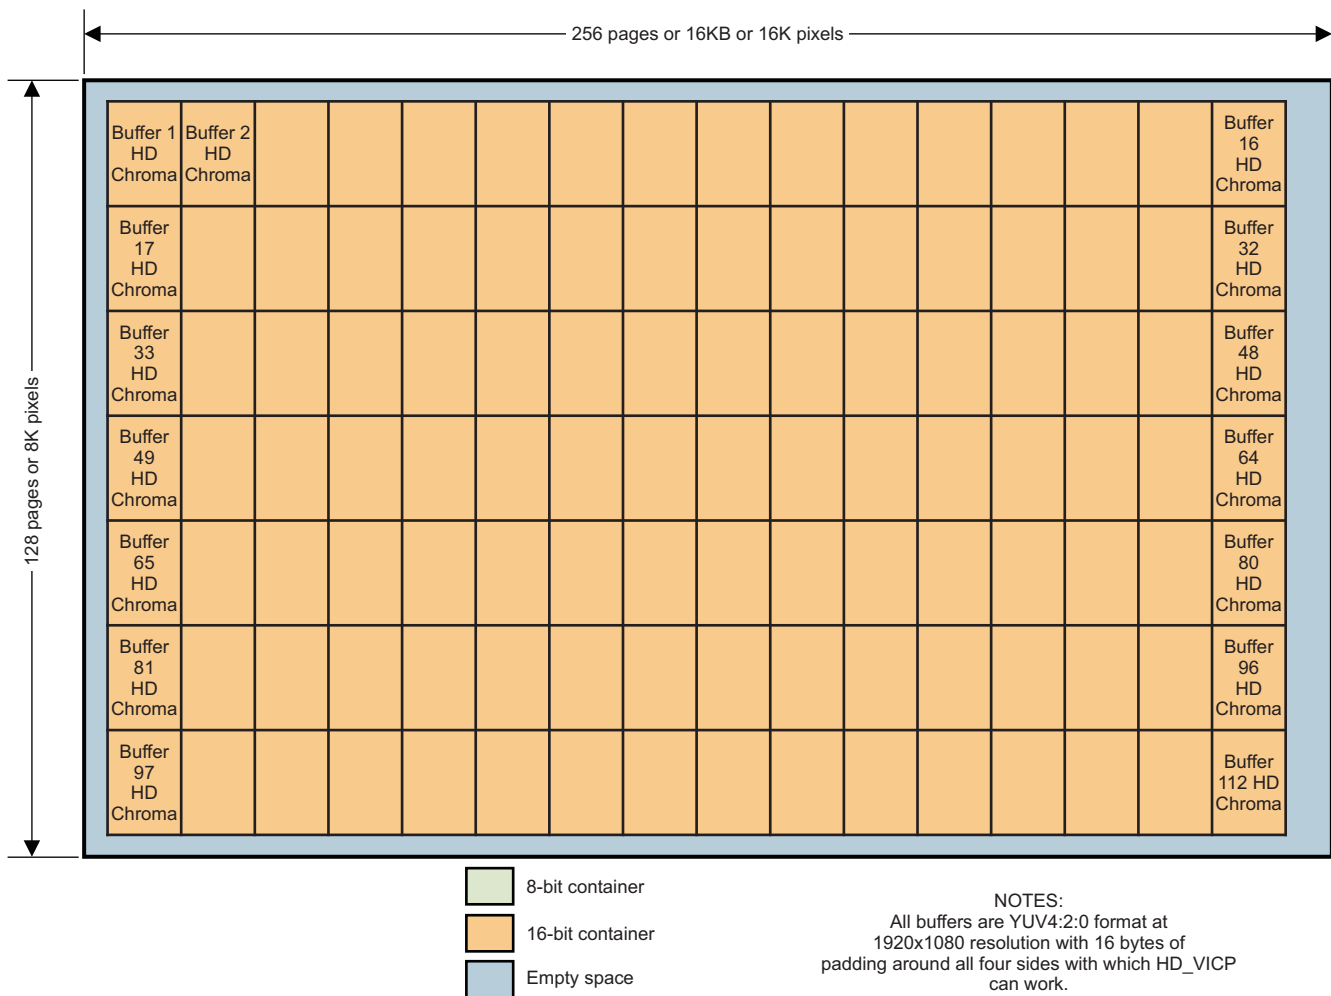 256 pages or 16KB or 16K pixels
128 pages or 8K pixels
Buffer 1
HD
Chroma
Buffer 2
HD
Chroma
Buffer
16
HD
Chroma
Buffer
17
HD
Chroma
Buffer
32
HD
Chroma
Buffer
33
HD
Chroma
Buffer
48
HD
Chroma
Buffer
49
HD
Chroma
Buffer
64
HD
Chroma
Buffer
65
HD
Chroma
Buffer
80
HD
Chroma
Buffer
81
HD
Chroma
Buffer
96
HD
Chroma
Buffer
97
HD
Chroma
Buffer
112 HD
Chroma
8-bit container
16-bit container
Empty space
NOTES:
All buffers are YUV4:2:0 format at
1920x1080 resolution with 16 bytes of
padding around all four sides with which HD_VICP
can work.